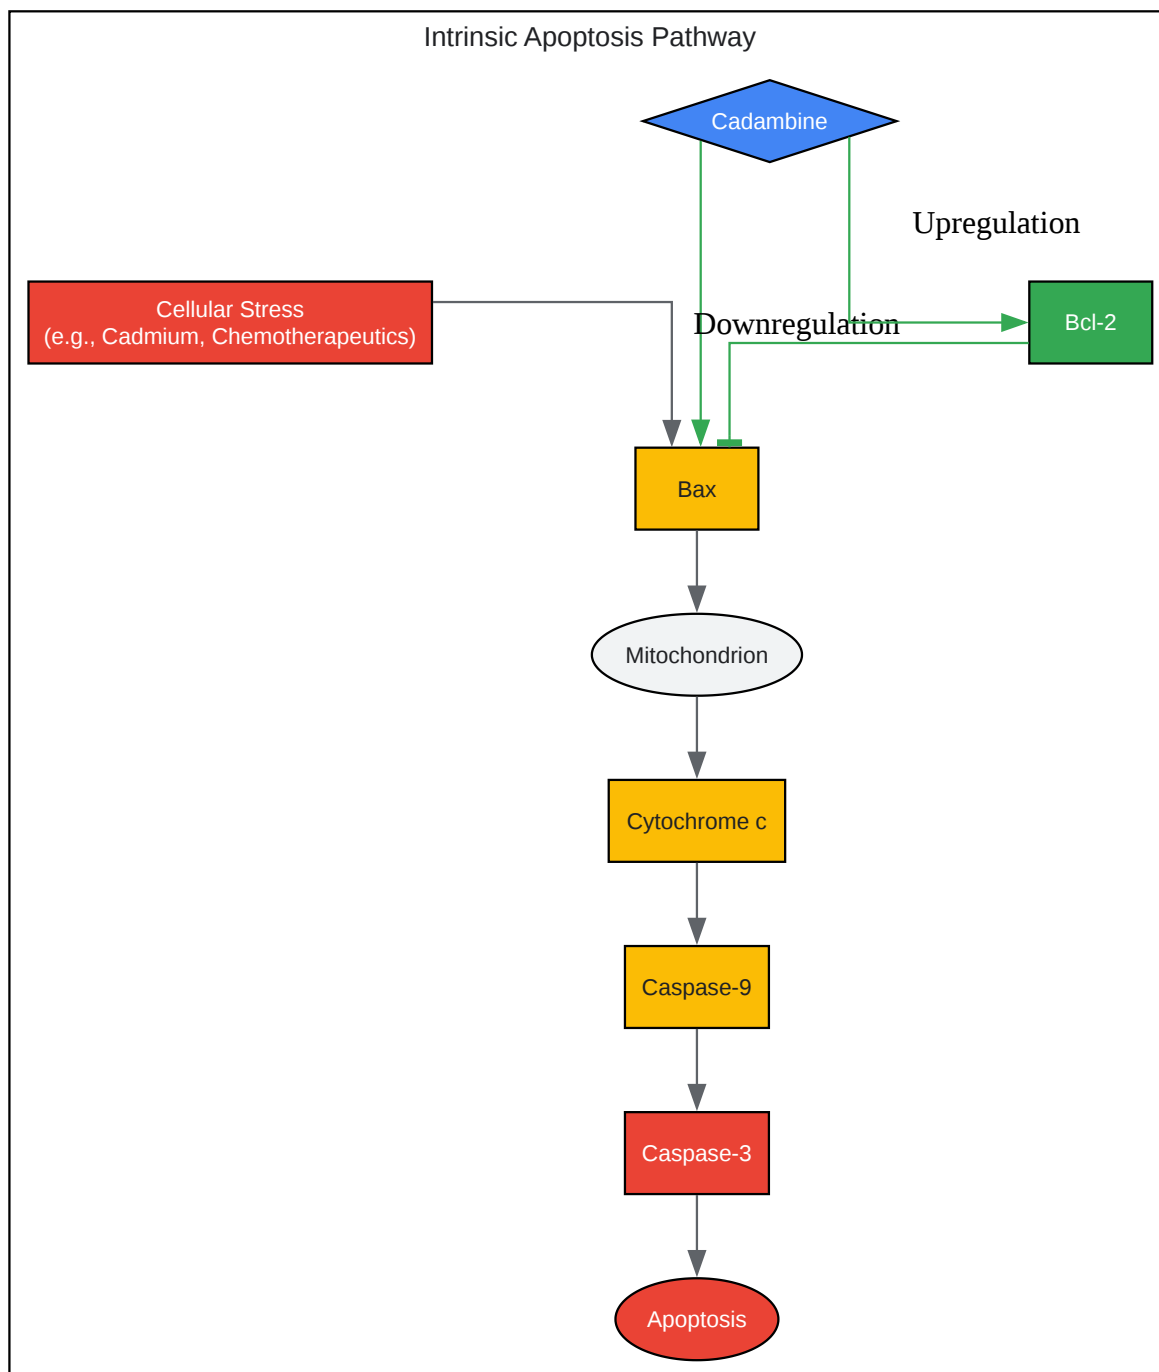 Intrinsic Apoptosis Pathway
Cadambine
Upregulation
Cellular Stress
(e.g., Cadmium, Chemotherapeutics)
Downregulation
Bcl-2
Bax
Mitochondrion
Cytochrome c
Caspase-9
Caspase-3
Apoptosis